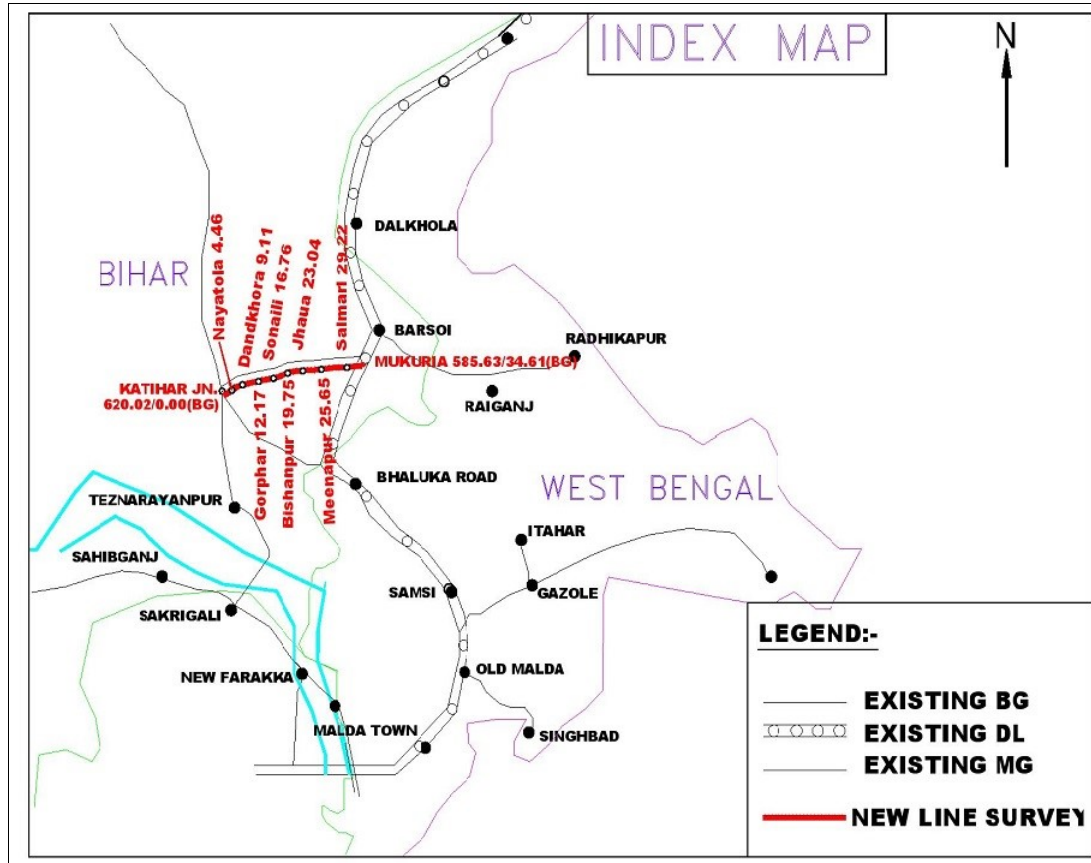 INDEX MAP
N
DALKHOLA
BIHAR
Nayatola 4.46
Dandkhora 9.11
Sonaili 16.76
Jhaua 23.04
Salmari 29.22
BARSOI
RADHIKAPUR
MUKURIA 585.63/34.61(BG)
KATIHAR JN.
620.02/0.00(BG)
RAIGANJ
Gorphar 12.17
Bishanpur 19.75
Meenapur 25.65
BHALUKA ROAD
WEST BENGAL
TEZNARAYANPUR
ITAHAR
SAHIBGANJ
SAMSI
GAZOLE
SAKRIGALI
OLD MALDA
NEW FARAKKA
MALDA TOWN
SINGHBAD
LEGEND:-
EXISTING BG
EXISTING DL
EXISTING MG
NEW LINE SURVEY